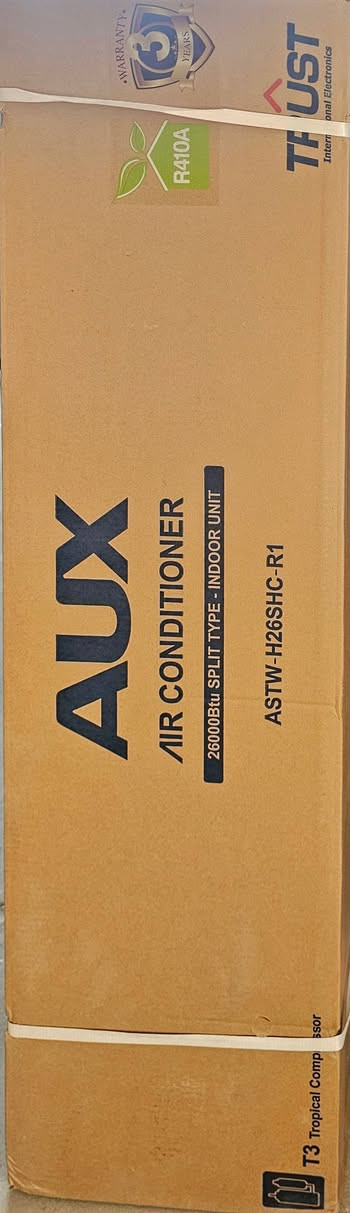 WARRANTY
3
YEARS
TRUST
International Electronics
R410A
AUX
AIR CONDITIONER
26000Btu SPLIT TYPE - INDOOR UNIT
ASTW-H26SHC-R1
T3 Tropical Compressor